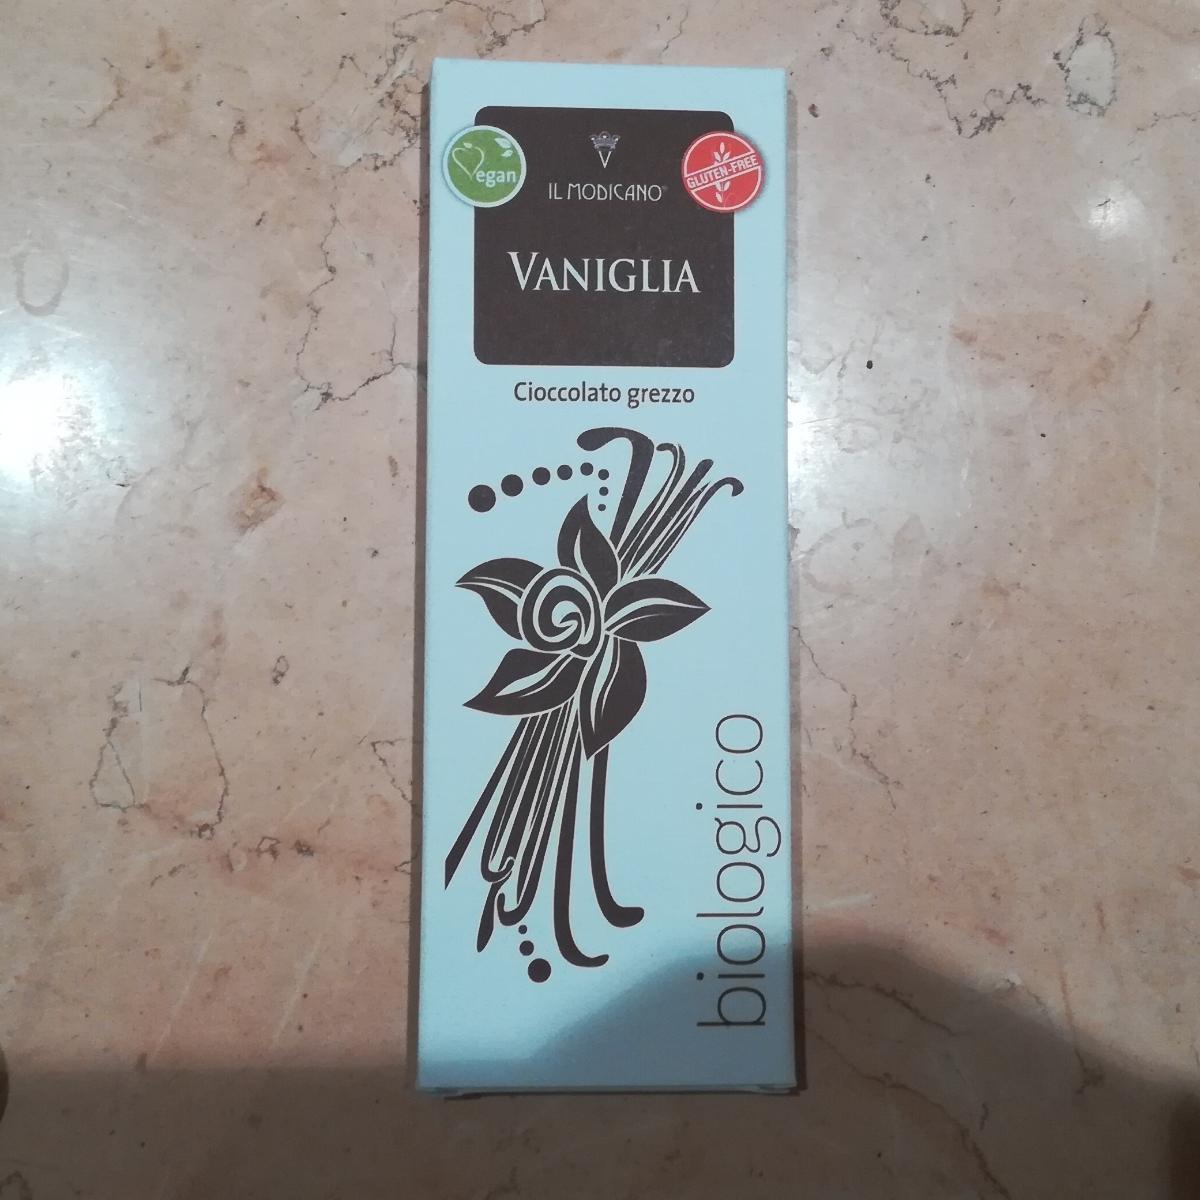 Vegan
IL MODICANO®
GLUTEN-FREE
VANIGLIA
Cioccolato grezzo
biologico